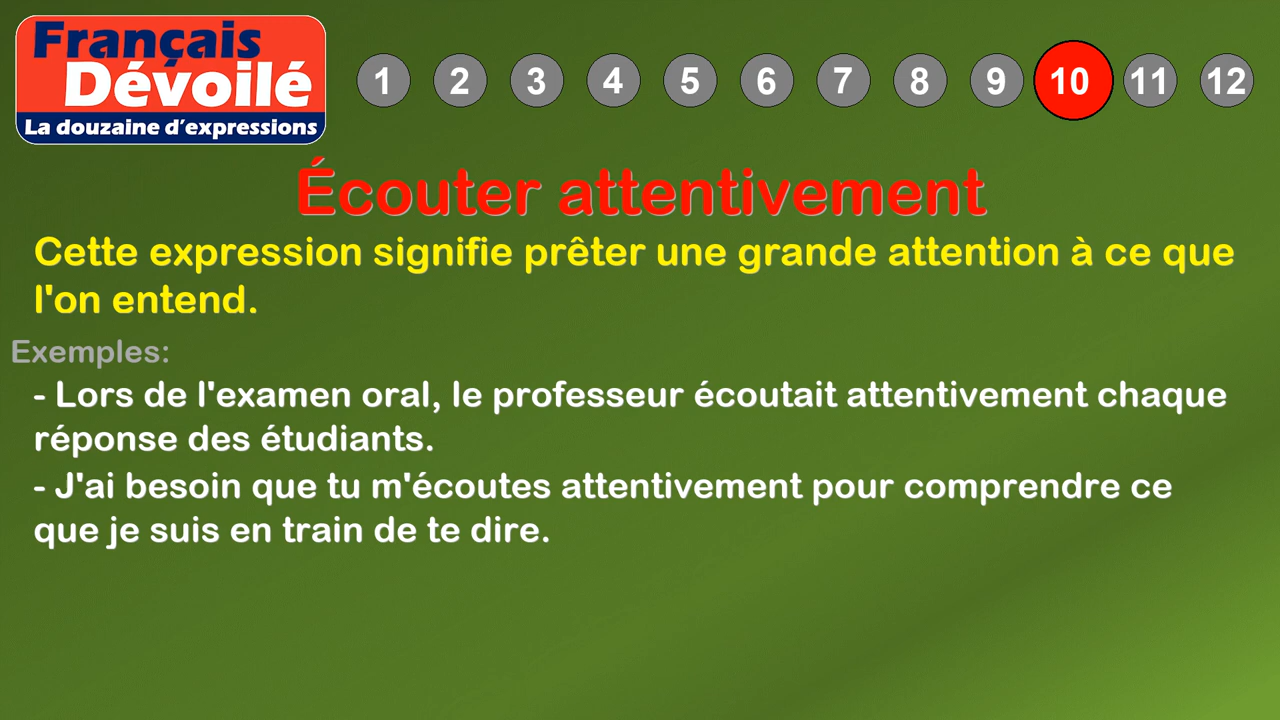 Français
Dévoilé
La douzaine d'expressions
1 2 3 4 5 6 7 8 9 10 11 12
Écouter attentivement
Cette expression signifie prêter une grande attention à ce que
l'on entend.
Exemples:
- Lors de l'examen oral, le professeur écoutait attentivement chaque
réponse des étudiants.
- J'ai besoin que tu m'écoutes attentivement pour comprendre ce
que je suis en train de te dire.